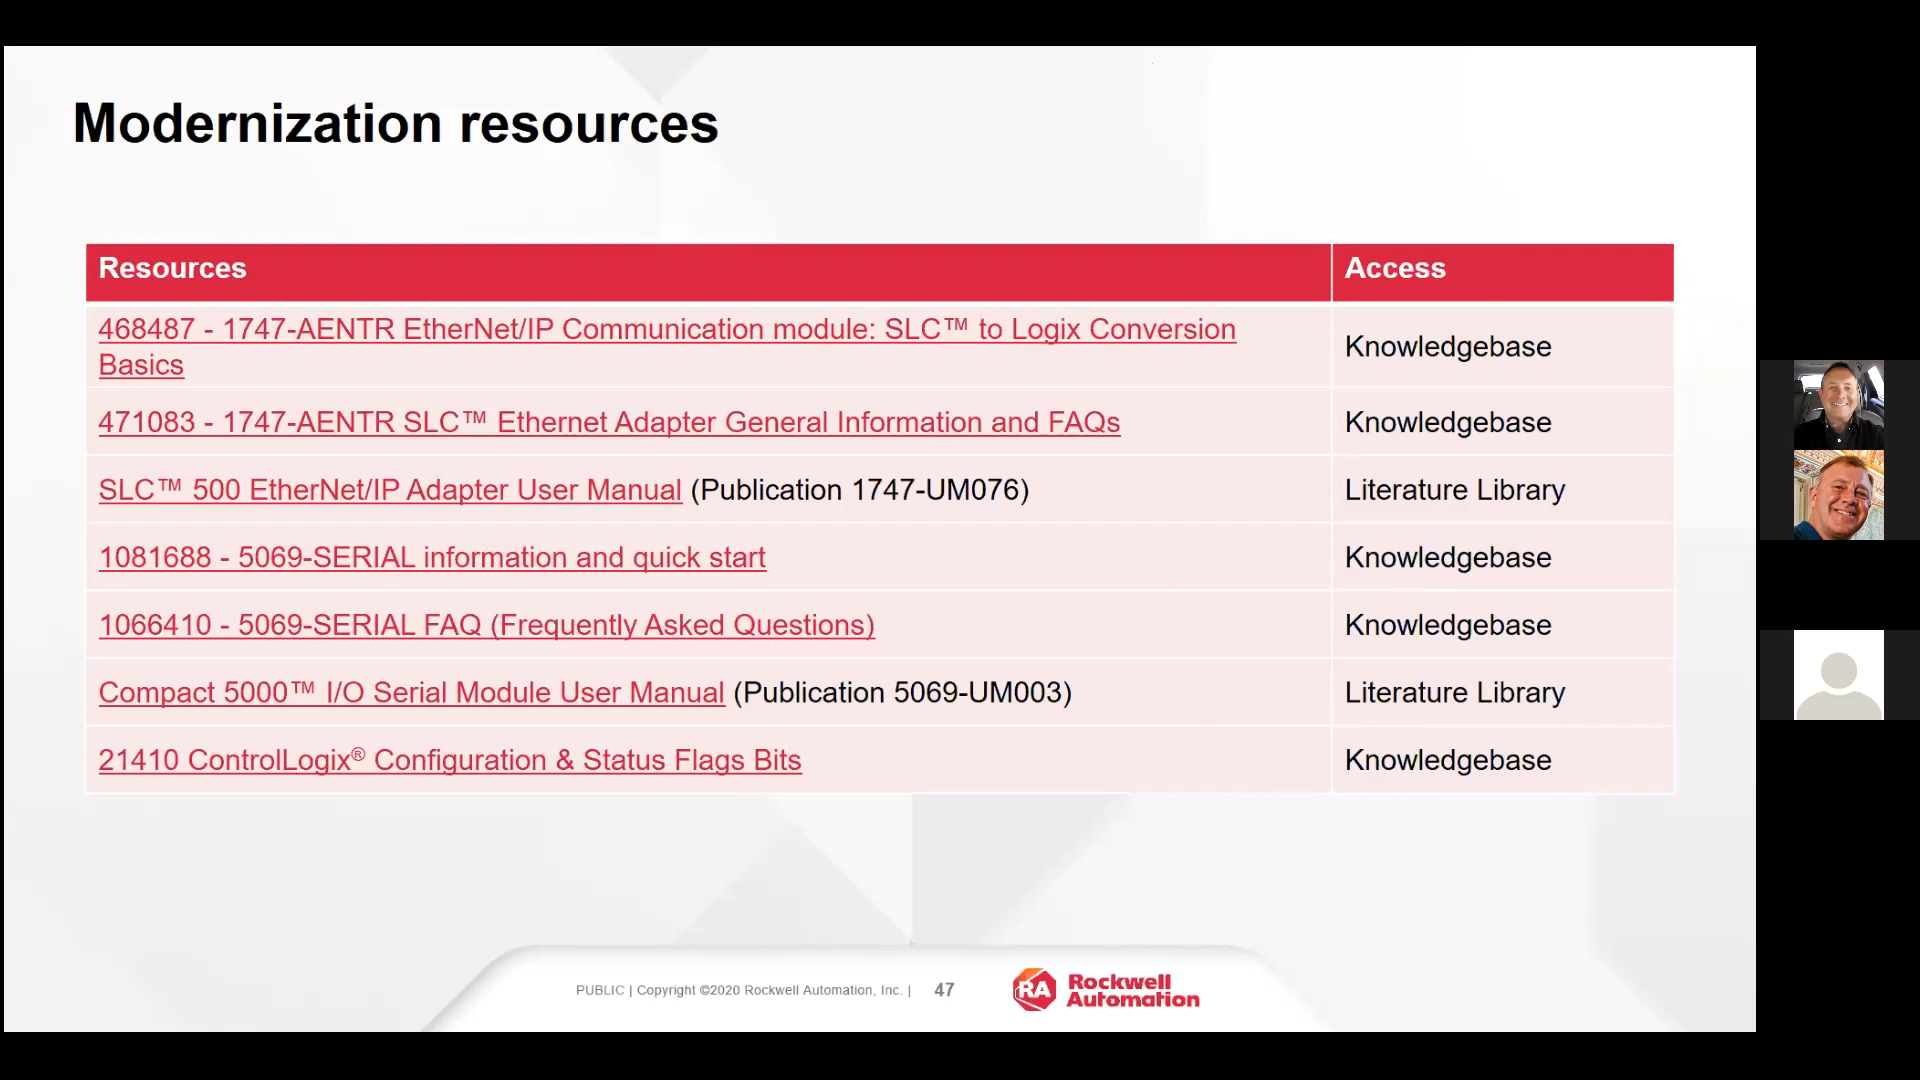 Modernization resources
Resources Access
468487 - 1747-AENTR EtherNet/IP Communication module: SLC™ to Logix Conversion
Basics
Knowledgebase
471083 - 1747-AENTR SLC™ Ethernet Adapter General Information and FAQs Knowledgebase
SLC™ 500 EtherNet/IP Adapter User Manual (Publication 1747-UM076) Literature Library
1081688 - 5069-SERIAL information and quick start Knowledgebase
1066410 - 5069-SERIAL FAQ (Frequently Asked Questions) Knowledgebase
Compact 5000™ I/O Serial Module User Manual (Publication 5069-UM003) Literature Library
21410 ControlLogix® Configuration & Status Flags Bits Knowledgebase
PUBLIC | Copyright ©2020 Rockwell Automation, Inc. | 47
RA Rockwell
Automation